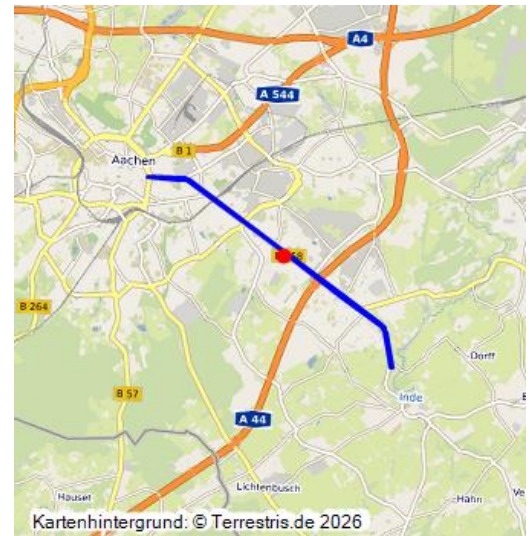 A4
A 544
B 1
Aachen
B 264
Dorff
B 57
Inde
A 44
Lichtenbusch
Hauset
Hahn
Kartenhintergrund: © Terrestris.de 2026